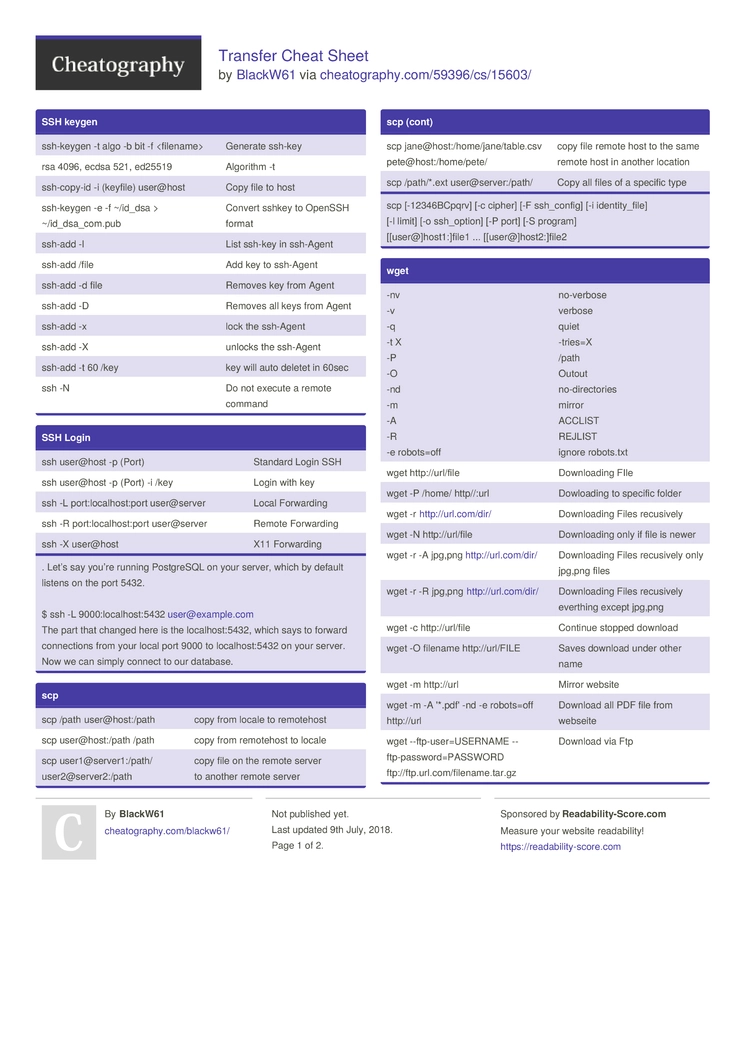 Cheatography
Transfer Cheat Sheet
by BlackW61 via cheatography.com/59396/cs/15603/
SSH keygen
ssh-keygen -t algo -b bit -f <filename> Generate ssh-key
rsa 4096, ecdsa 521, ed25519 Algorithm -t
ssh-copy-id -i (keyfile) user@host Copy file to host
ssh-keygen -e -f ~/id_dsa > Convert sshkey to OpenSSH
~/id_dsa_com.pub format
ssh-add -l List ssh-key in ssh-Agent
ssh-add /file Add key to ssh-Agent
ssh-add -d file Removes key from Agent
ssh-add -D Removes all keys from Agent
ssh-add -x lock the ssh-Agent
ssh-add -X unlocks the ssh-Agent
ssh-add -t 60 /key key will auto deletet in 60sec
ssh -N Do not execute a remote
command
SSH Login
ssh user@host -p (Port) Standard Login SSH
ssh user@host -p (Port) -i /key Login with key
ssh -L port:localhost:port user@server Local Forwarding
ssh -R port:localhost:port user@server Remote Forwarding
ssh -X user@host X11 Forwarding
. Let's say you're running PostgreSQL on your server, which by default
listens on the port 5432.
$ ssh -L 9000:localhost:5432 user@example.com
The part that changed here is the localhost:5432, which says to forward
connections from your local port 9000 to localhost:5432 on your server.
Now we can simply connect to our database.
scp
scp /path user@host:/path copy from locale to remotehost
scp user@host:/path /path copy from remotehost to locale
scp user1@server1:/path/ copy file on the remote server
user2@server2:/path to another remote server
scp (cont)
scp jane@host:/home/jane/table.csv copy file remote host to the same
pete@host:/home/pete/ remote host in another location
scp /path/*.ext user@server:/path/ Copy all files of a specific type
scp [-12346BCpqrv] [-c cipher] [-F ssh_config] [-i identity_file]
[-l limit] [-o ssh_option] [-P port] [-S program]
[[user@]host1:]file1 ... [[user@]host2:]file2
wget
-nv no-verbose
-v verbose
-q quiet
-t X -tries=X
-P /path
-O Outout
-nd no-directories
-m mirror
-A ACCLIST
-R REJLIST
-e robots=off ignore robots.txt
wget http://url/file Downloading FIle
wget -P /home/ http//:url Dowloading to specific folder
wget -r http://url.com/dir/ Downloading Files recusively
wget -N http://url/file Downloading only if file is newer
wget -r -A jpg,png http://url.com/dir/ Downloading Files recusively only
jpg,png files
wget -r -R jpg,png http://url.com/dir/ Downloading Files recusively
everthing except jpg,png
wget -c http://url/file Continue stopped download
wget -O filename http://url/FILE Saves download under other
name
wget -m http://url Mirror website
wget -m -A '*.pdf' -nd -e robots=off Download all PDF file from
http://url webseite
wget --ftp-user=USERNAME -- Download via Ftp
ftp-password=PASSWORD
ftp://ftp.url.com/filename.tar.gz
C
By BlackW61
cheatography.com/blackw61/
Not published yet.
Last updated 9th July, 2018.
Page 1 of 2.
Sponsored by Readability-Score.com
Measure your website readability!
https://readability-score.com